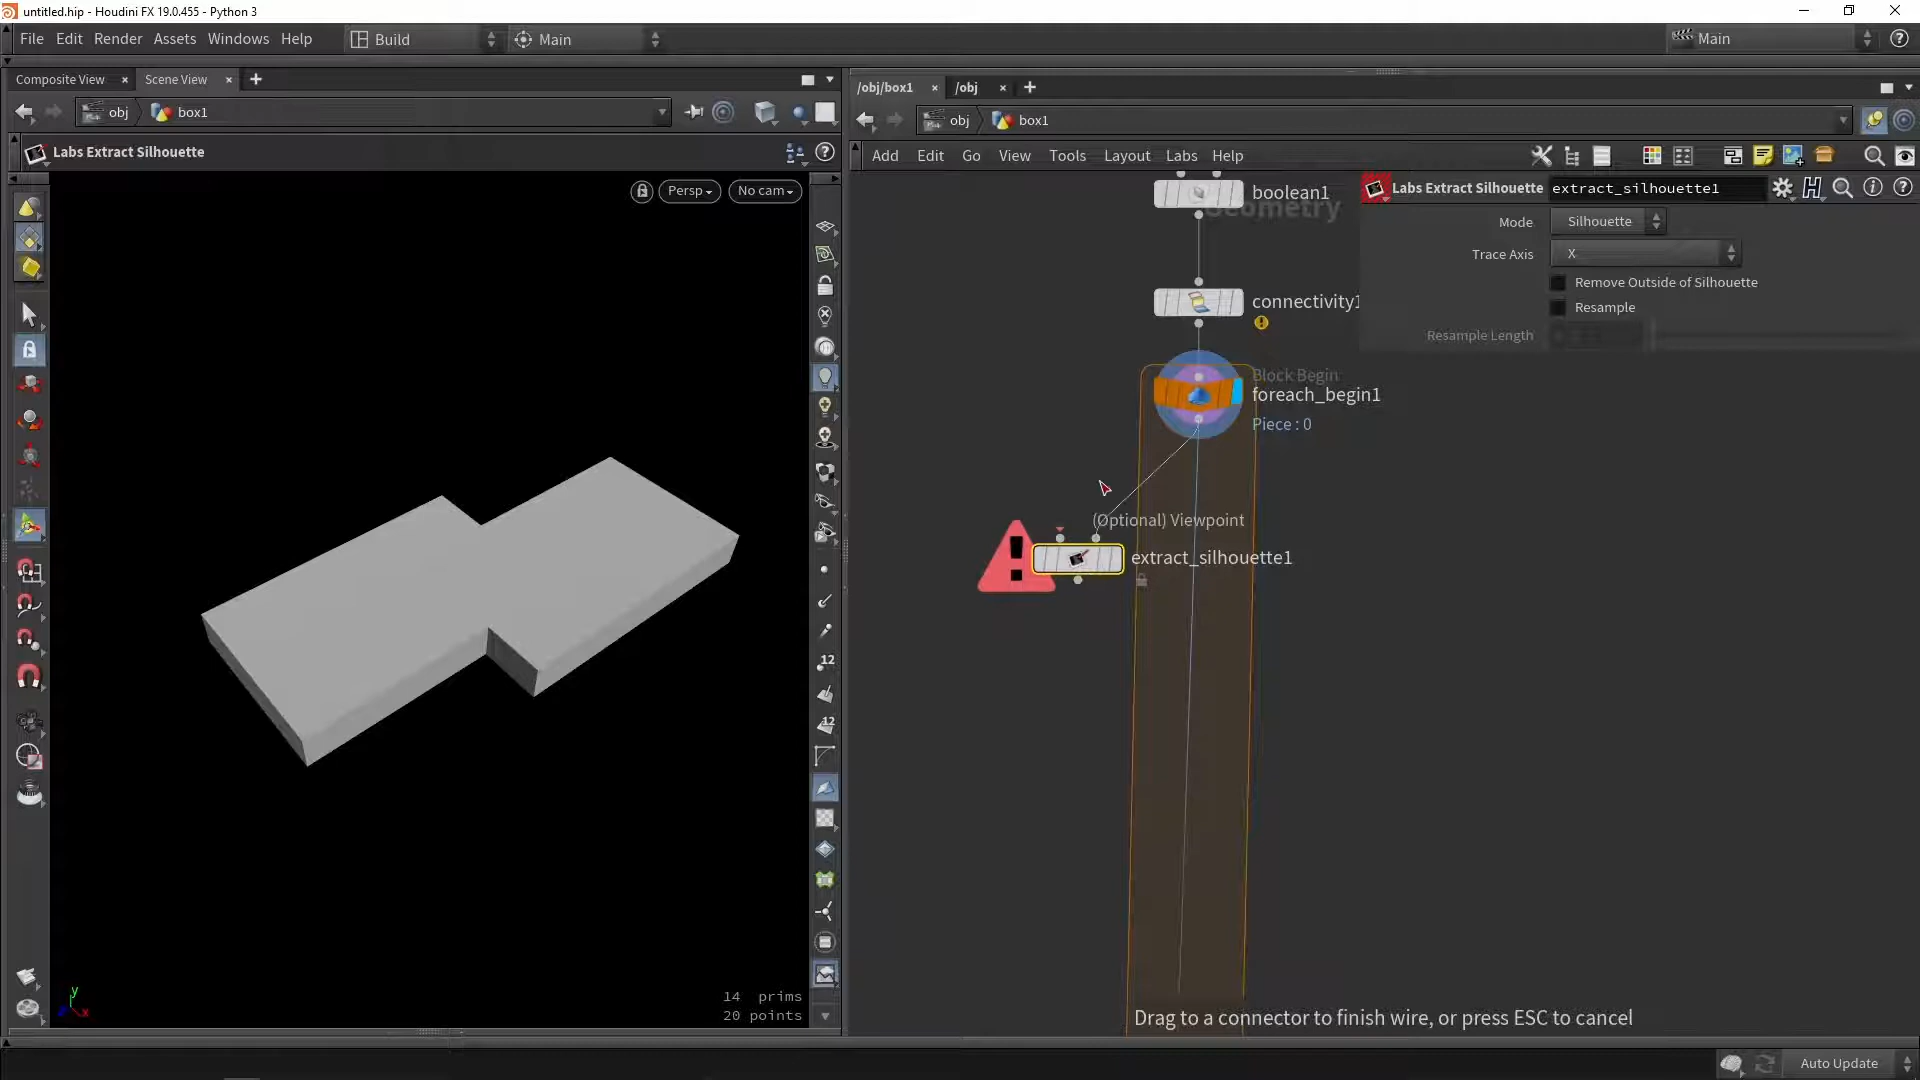 untitled.hip - Houdini FX 19.0.455 - Python 3
File Edit Render Assets Windows Help Build Main Main
Composite View Scene View
obj box1
Labs Extract Silhouette
Persp No cam
12
12
14 prims
20 points
y
x
/obj/box1 /obj
obj box1
Add Edit Go View Tools Layout Labs Help
Labs Extract Silhouette extract_silhouette1
Mode Silhouette
Trace Axis X
Remove Outside of Silhouette
Resample
Resample Length
Geometry
boolean1
connectivity1
Block Begin
foreach_begin1
Piece : 0
(Optional) Viewpoint
extract_silhouette1
Drag to a connector to finish wire, or press ESC to cancel
Auto Update